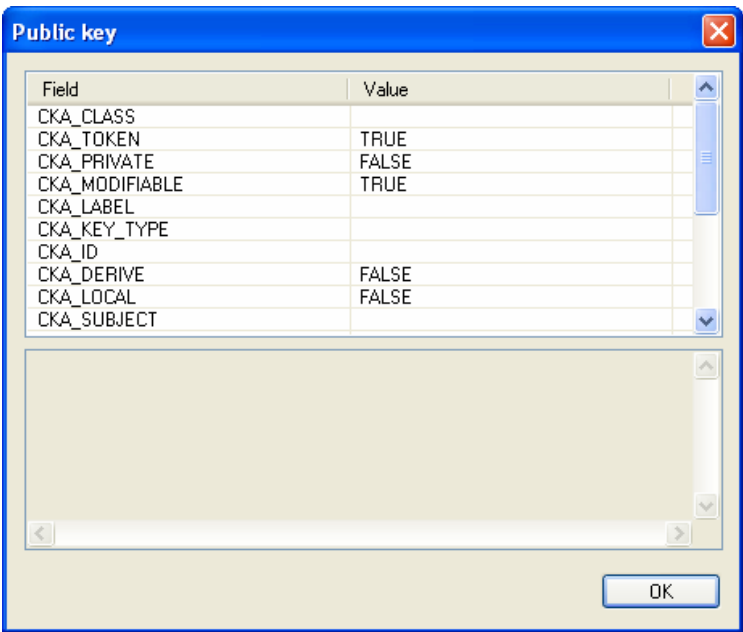 Public key
Field Value
CKA_CLASS
CKA_TOKEN TRUE
CKA_PRIVATE FALSE
CKA_MODIFIABLE TRUE
CKA_LABEL
CKA_KEY_TYPE
CKA_ID
CKA_DERIVE FALSE
CKA_LOCAL FALSE
CKA_SUBJECT
OK